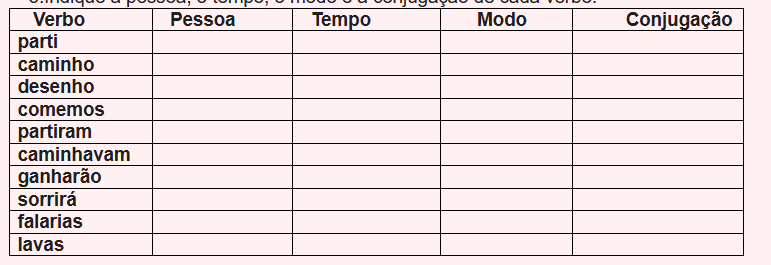 5.Indique a pessoa, o tempo, o modo e a conjugação de cada verbo.
Verbo Pessoa Tempo Modo Conjugação
parti
caminho
desenho
comemos
partiram
caminhavam
ganharão
sorrirá
falarias
lavas